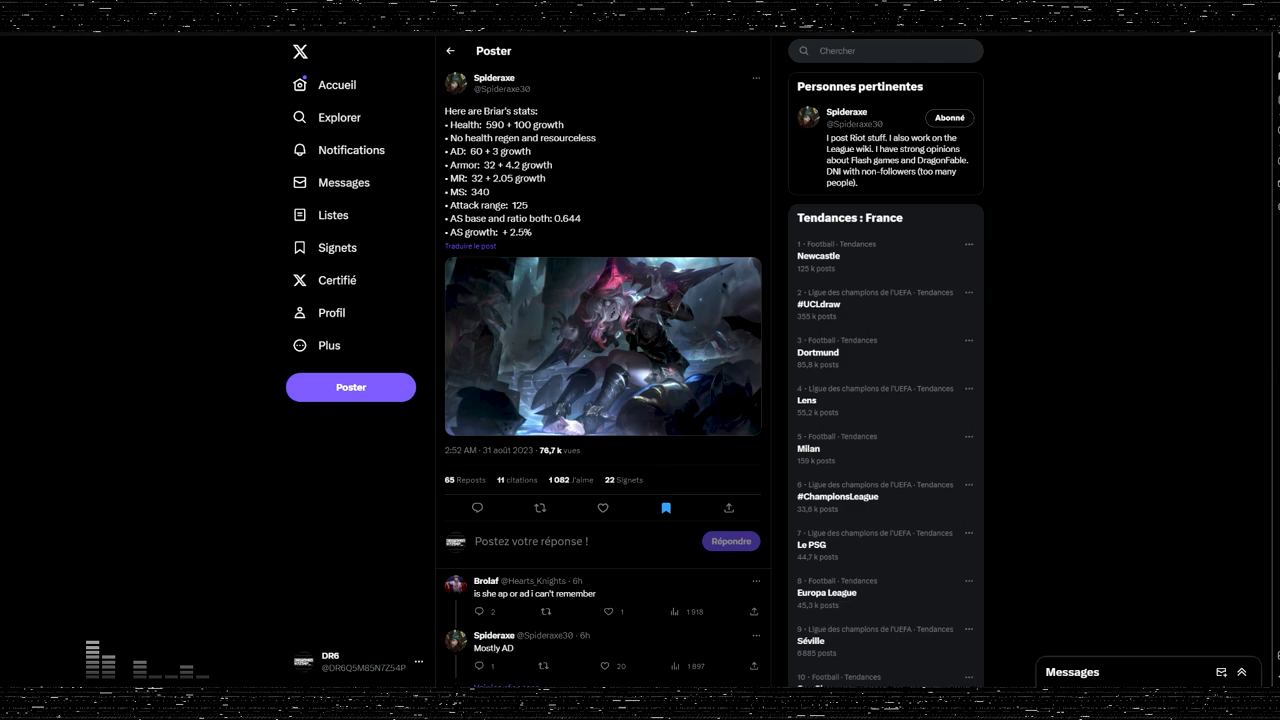 Accueil
Explorer
Notifications
Messages
Listes
Signets
Certifié
Profil
Plus
Poster
DR6
@DR6Q5M85N7Z54P
Poster
Spideraxe
@Spideraxe30
Here are Briar's stats:
• Health: 590 + 100 growth
• No health regen and resourceless
• AD: 60 + 3 growth
• Armor: 32 + 4.2 growth
• MR: 32 + 2.05 growth
• MS: 340
• Attack range: 125
• AS base and ratio both: 0.644
• AS growth: + 2.5%
Traduire le post
2:52 AM · 31 août 2023 · 76,7 k vues
65 Reposts 11 citations 1 082 J'aime 22 Signets
Postez votre réponse !
Répondre
Brolaf @Hearts_Knights · 6h
is she ap or ad i can't remember
2 1 1 918
Spideraxe @Spideraxe30 · 6h
Mostly AD
1 20 1 897
Chercher
Personnes pertinentes
Spideraxe
@Spideraxe30
Abonné
I post Riot stuff. I also work on the
League wiki. I have strong opinions
about Flash games and DragonFable.
DNI with non-followers (too many
people).
Tendances : France
1 · Football · Tendances
Newcastle
125 k posts
2 · Ligue des champions de l'UEFA · Tendances
#UCLdraw
355 k posts
3 · Football · Tendances
Dortmund
85,8 k posts
4 · Ligue des champions de l'UEFA · Tendances
Lens
55,2 k posts
5 · Football · Tendances
Milan
159 k posts
6 · Ligue des champions de l'UEFA · Tendances
#ChampionsLeague
33,6 k posts
7 · Ligue des champions de l'UEFA · Tendances
Le PSG
44,7 k posts
8 · Football · Tendances
Europa League
45,3 k posts
9 · Ligue des champions de l'UEFA · Tendances
Séville
6 885 posts
10 · Football · Tendances
Messages